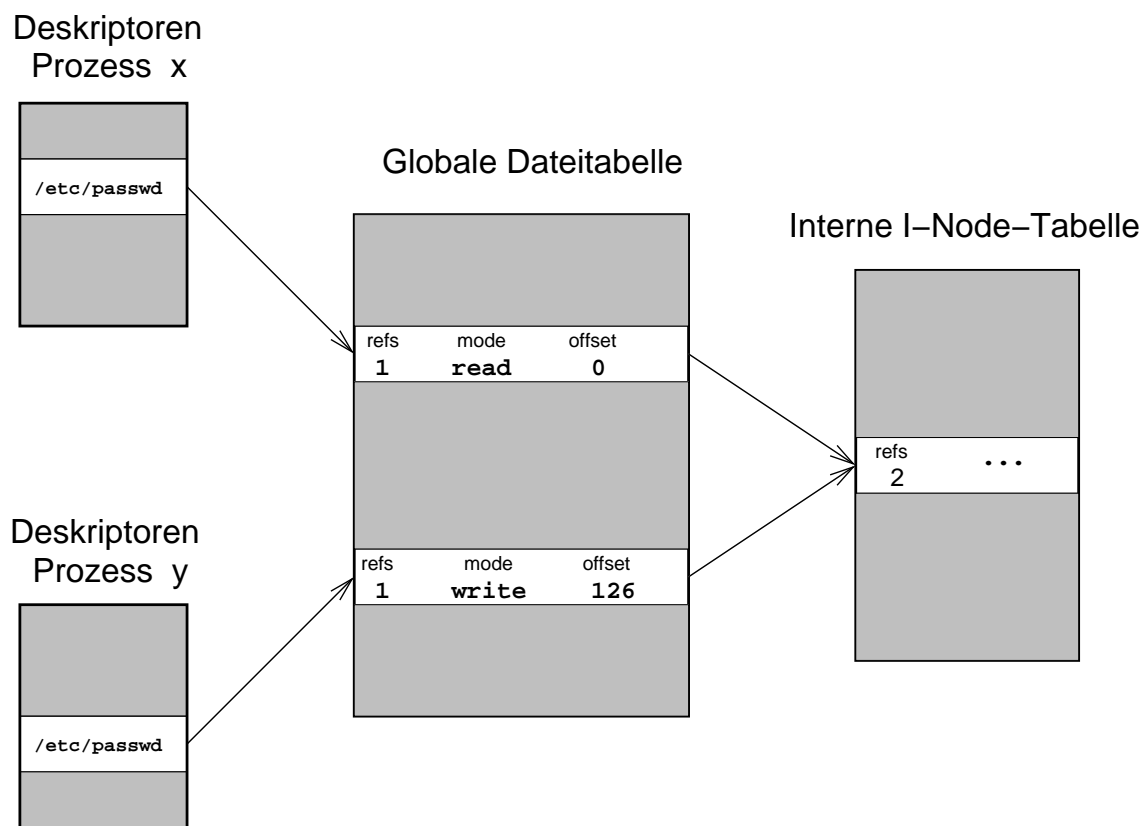 Deskriptoren
Prozess x
/etc/passwd
Globale Dateitabelle
refs mode offset
1 read 0
refs mode offset
1 write 126
Interne I−Node−Tabelle
refs ...
2
Deskriptoren
Prozess y
/etc/passwd